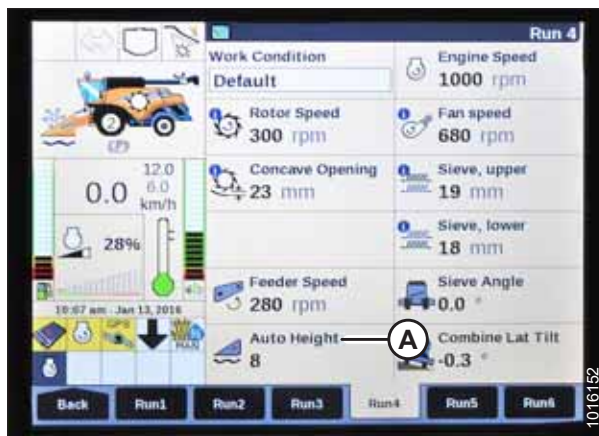 Run 4
Work Condition
Default
Engine Speed
1000 rpm
Rotor Speed
300 rpm
Fan speed
680 rpm
Concave Opening
23 mm
Sieve, upper
19 mm
Sieve, lower
18 mm
Feeder Speed
280 rpm
Sieve Angle
0.0 °
Auto Height
8
A
Combine Lat Tilt
-0.3 °
2
(P)
0.0
12.0
6.0
km/h
28%
10:07 am Jan 13, 2016
GPS
MAN
Back
Run1
Run2
Run3
Run4
Run5
Run6
1016152